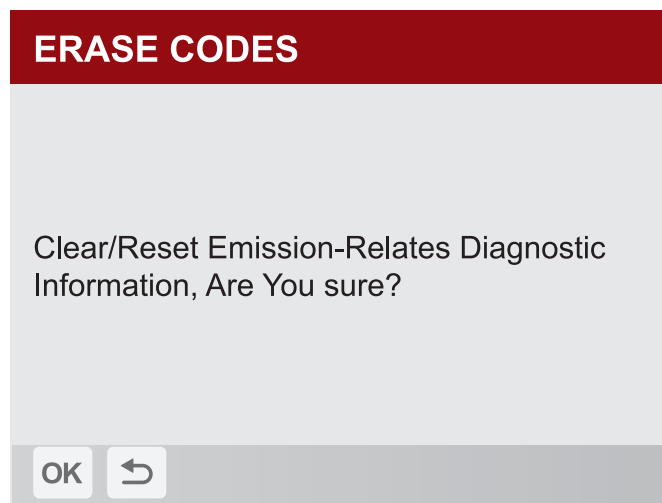 ERASE CODES
Clear/Reset Emission-Relates Diagnostic
Information, Are You sure?
OK